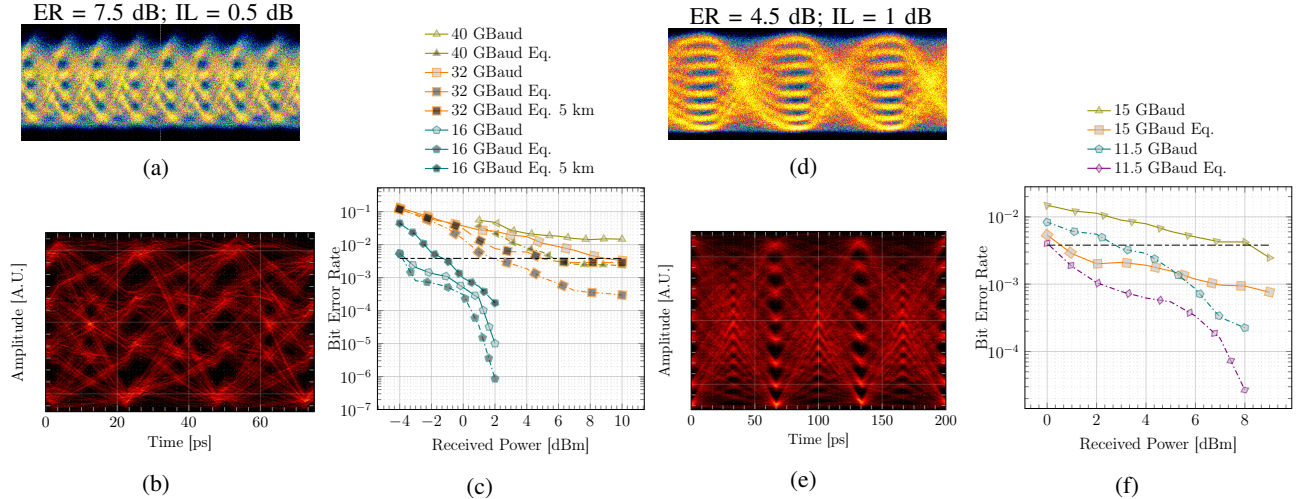 ER = 7.5 dB; IL = 0.5 dB
(a)
Amplitude [A.U.]
0 20 40 60
Time [ps]
(b)
40 GBaud
40 GBaud Eq.
32 GBaud
32 GBaud Eq.
32 GBaud Eq. 5 km
16 GBaud
16 GBaud Eq.
16 GBaud Eq. 5 km
Bit Error Rate
10⁻¹
10⁻²
10⁻³
10⁻⁴
10⁻⁵
10⁻⁶
10⁻⁷
−4 −2 0 2 4 6 8 10
Received Power [dBm]
(c)
ER = 4.5 dB; IL = 1 dB
(d)
Amplitude [A.U.]
0 50 100 150 200
Time [ps]
(e)
15 GBaud
15 GBaud Eq.
11.5 GBaud
11.5 GBaud Eq.
Bit Error Rate
10⁻²
10⁻³
10⁻⁴
0 2 4 6 8
Received Power [dBm]
(f)